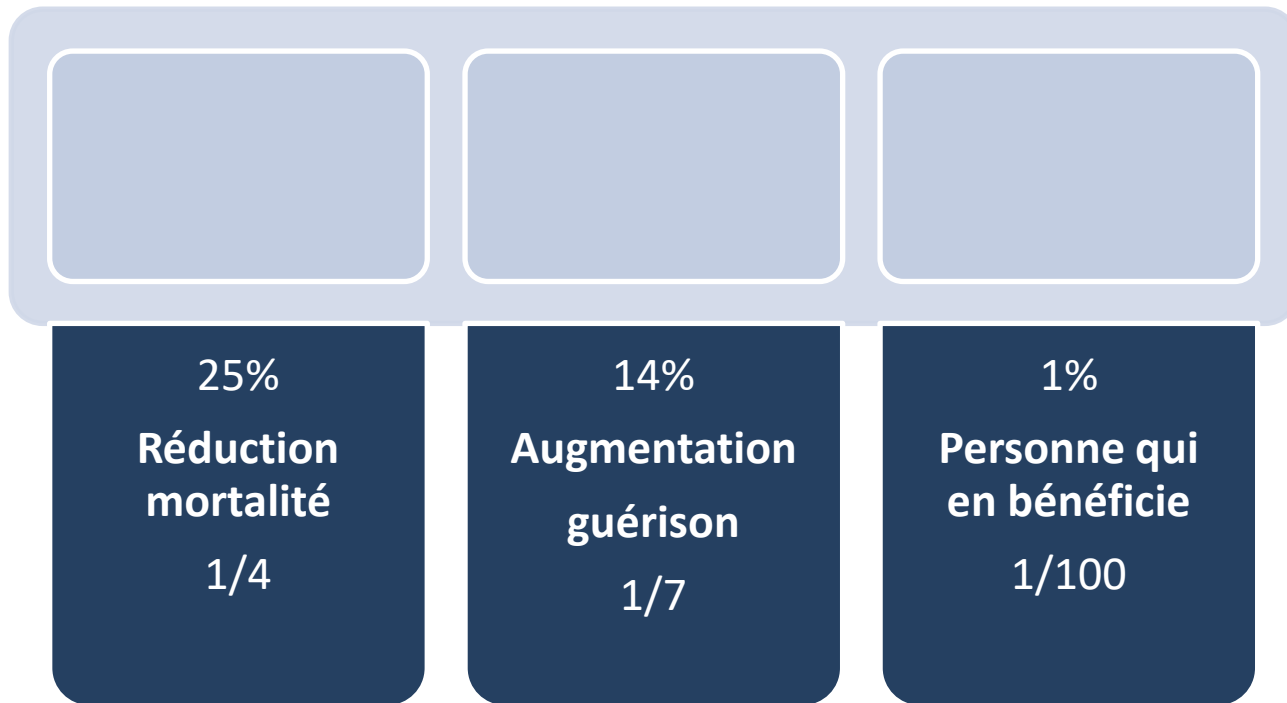 25%
Réduction
mortalité
1/4
14%
Augmentation
guérison
1/7
1%
Personne qui
en bénéficie
1/100